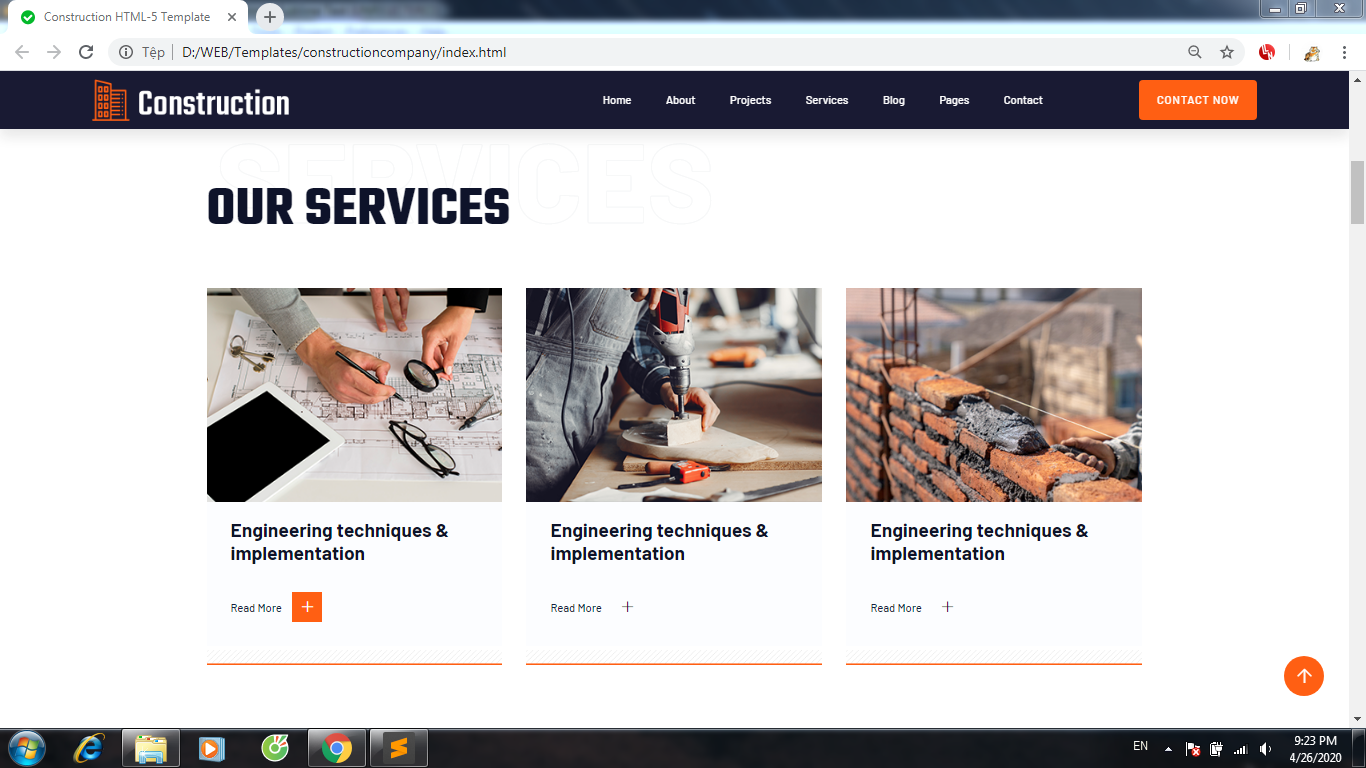 Construction HTML-5 Template
Tệp
D:/WEB/Templates/constructioncompany/index.html
Construction
Home
About
Projects
Services
Blog
Pages
Contact
CONTACT NOW
SERVICES
OUR SERVICES
Engineering techniques &
implementation
Read More
Engineering techniques &
implementation
Read More
Engineering techniques &
implementation
Read More
EN
9:23 PM
4/26/2020